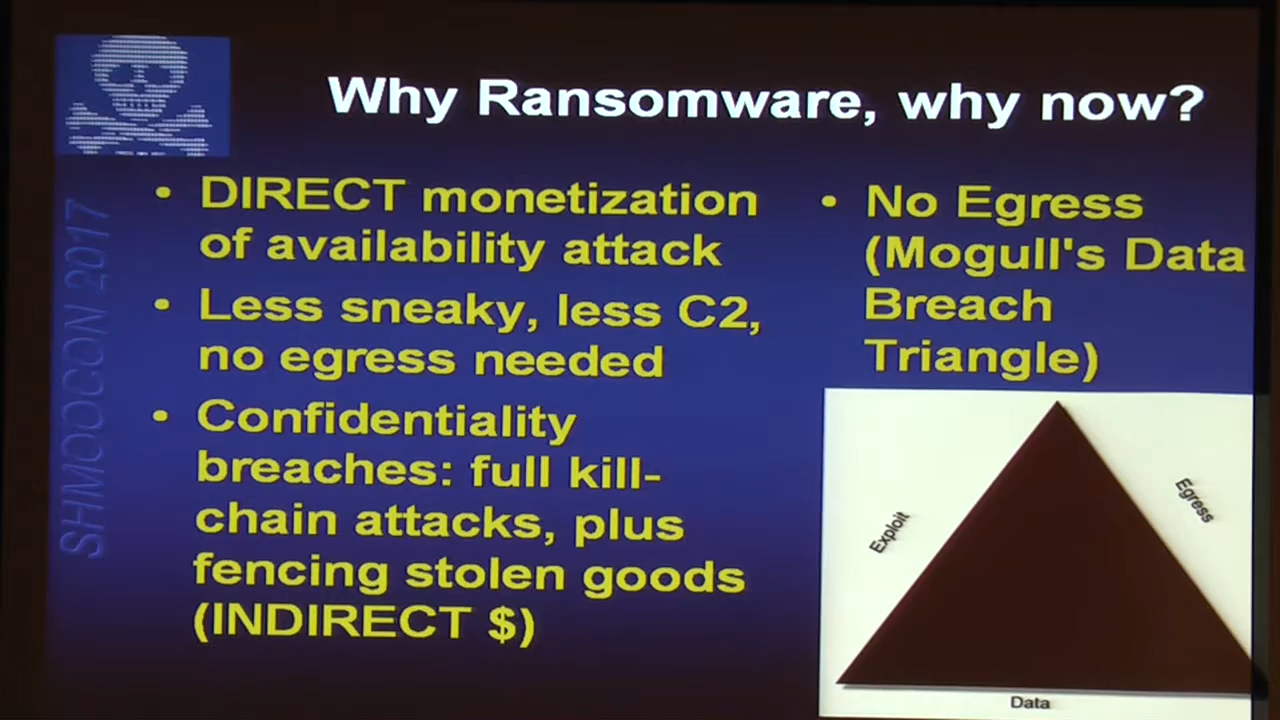 Why Ransomware, why now?
• DIRECT monetization
of availability attack
• Less sneaky, less C2,
no egress needed
• Confidentiality
breaches: full kill-
chain attacks, plus
fencing stolen goods
(INDIRECT $)
• No Egress
(Mogull's Data
Breach
Triangle)
Exploit
Egress
Data
SHMOOCON 2017